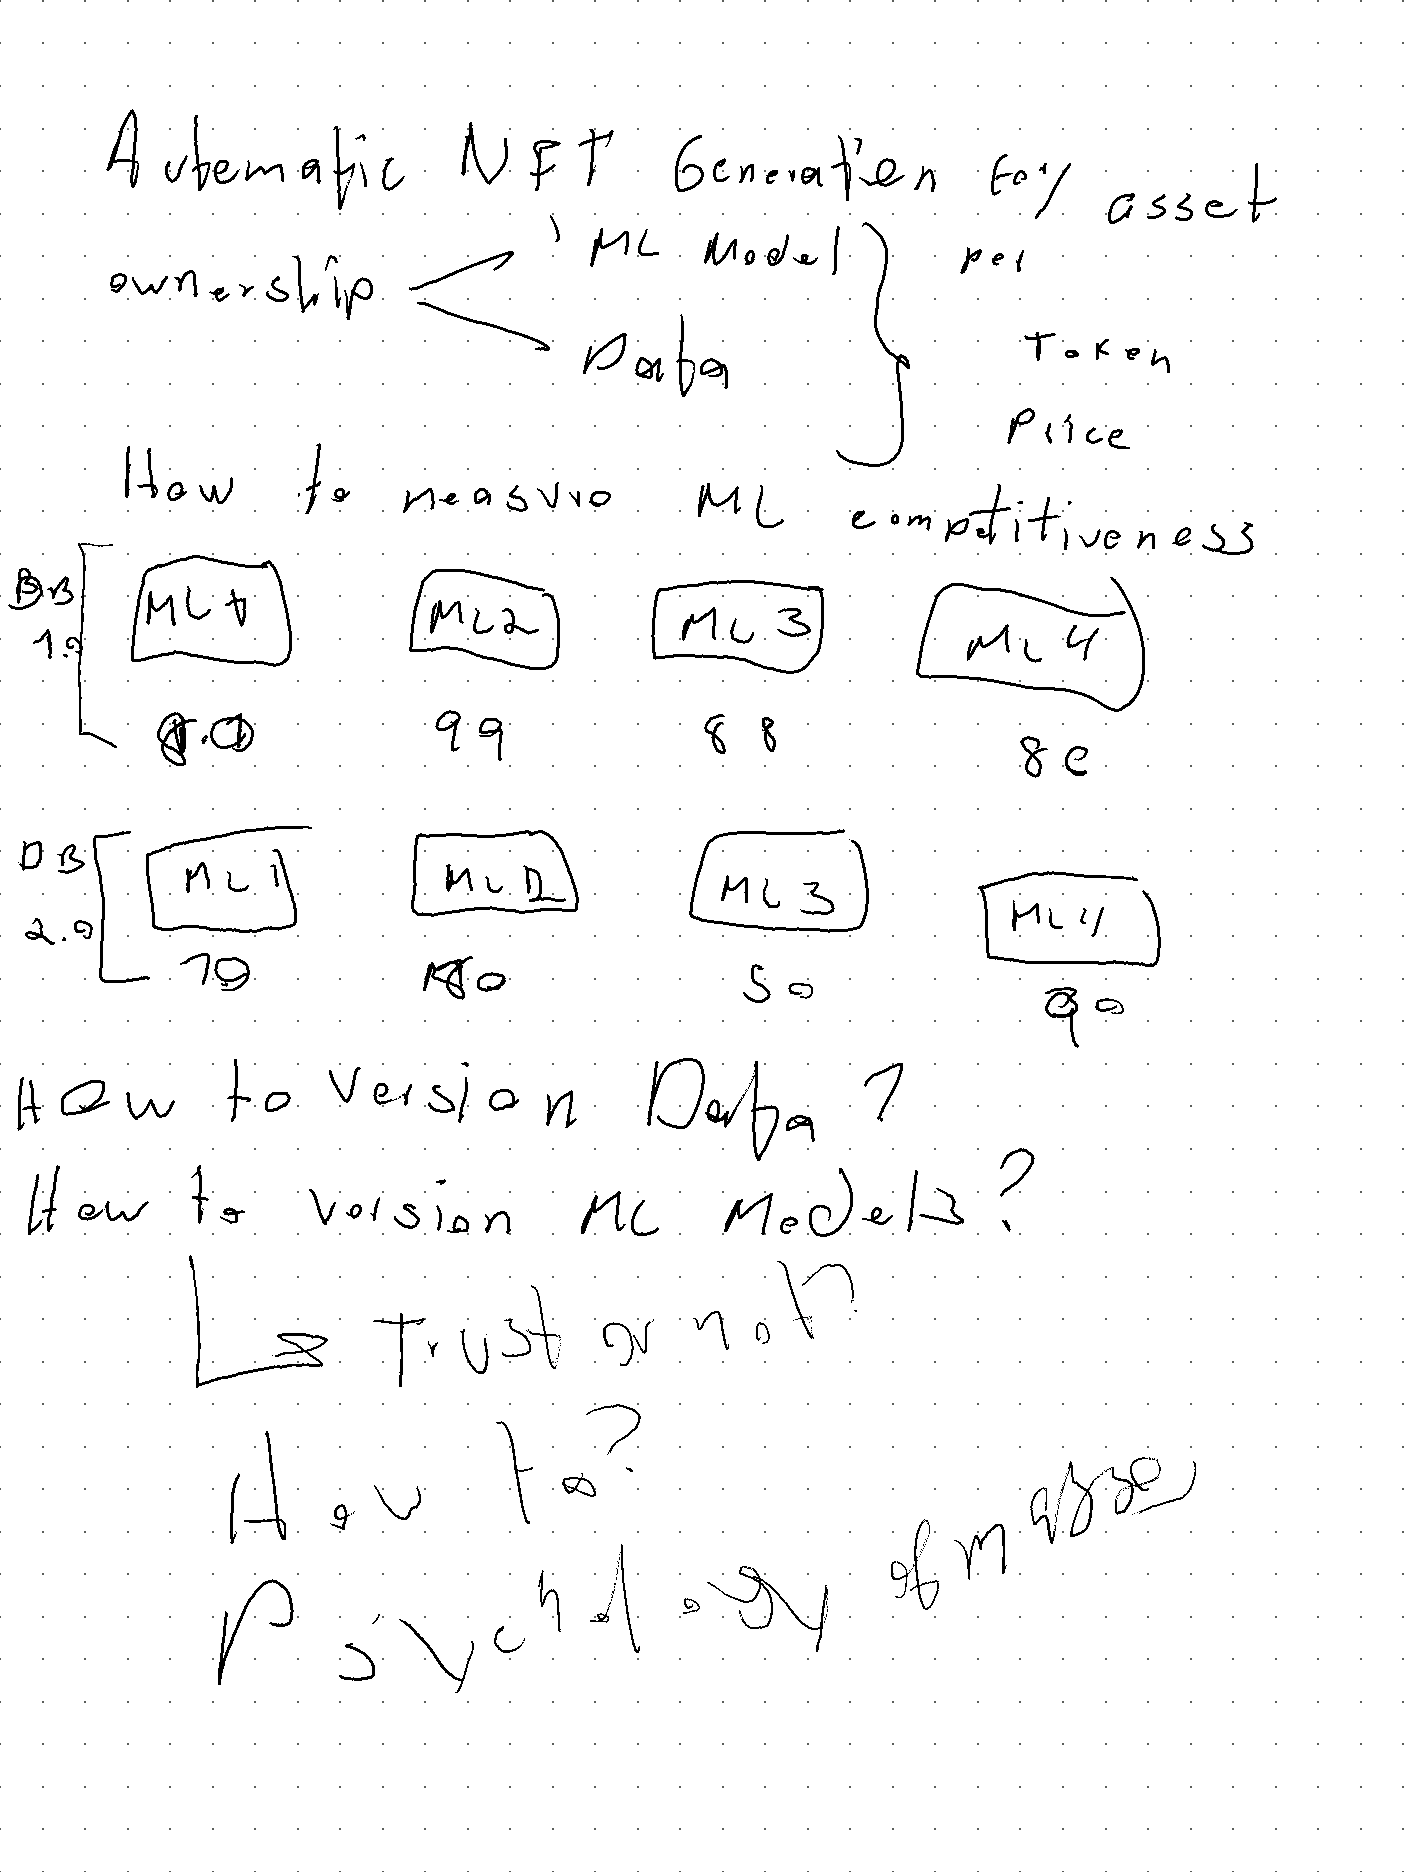 Automatic NFT Generation for asset
ownership ML Model per
Data Token
Price
How to measure ML competitiveness
DB ML1 ML2 ML3 ML4
1.0
99 88 80
DB ML1 ML2 ML3 ML4
2.0
70 80 50 90
How to version Data?
How to version ML Models?
Trust or not?
How to?
Psychology of masse